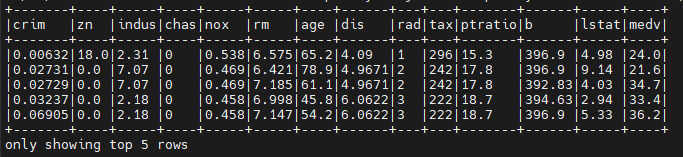 +-------+----+-----+----+-----+-----+----+------+---+---+-------+------+-----+----+
|crim   |zn  |indus|chas|nox  |rm   |age |dis   |rad|tax|ptratio|b     |lstat|medv|
+-------+----+-----+----+-----+-----+----+------+---+---+-------+------+-----+----+
|0.00632|18.0|2.31 |0   |0.538|6.575|65.2|4.09  |1  |296|15.3   |396.9 |4.98 |24.0|
|0.02731|0.0 |7.07 |0   |0.469|6.421|78.9|4.9671|2  |242|17.8   |396.9 |9.14 |21.6|
|0.02729|0.0 |7.07 |0   |0.469|7.185|61.1|4.9671|2  |242|17.8   |392.83|4.03 |34.7|
|0.03237|0.0 |2.18 |0   |0.458|6.998|45.8|6.0622|3  |222|18.7   |394.63|2.94 |33.4|
|0.06905|0.0 |2.18 |0   |0.458|7.147|54.2|6.0622|3  |222|18.7   |396.9 |5.33 |36.2|
+-------+----+-----+----+-----+-----+----+------+---+---+-------+------+-----+----+
only showing top 5 rows